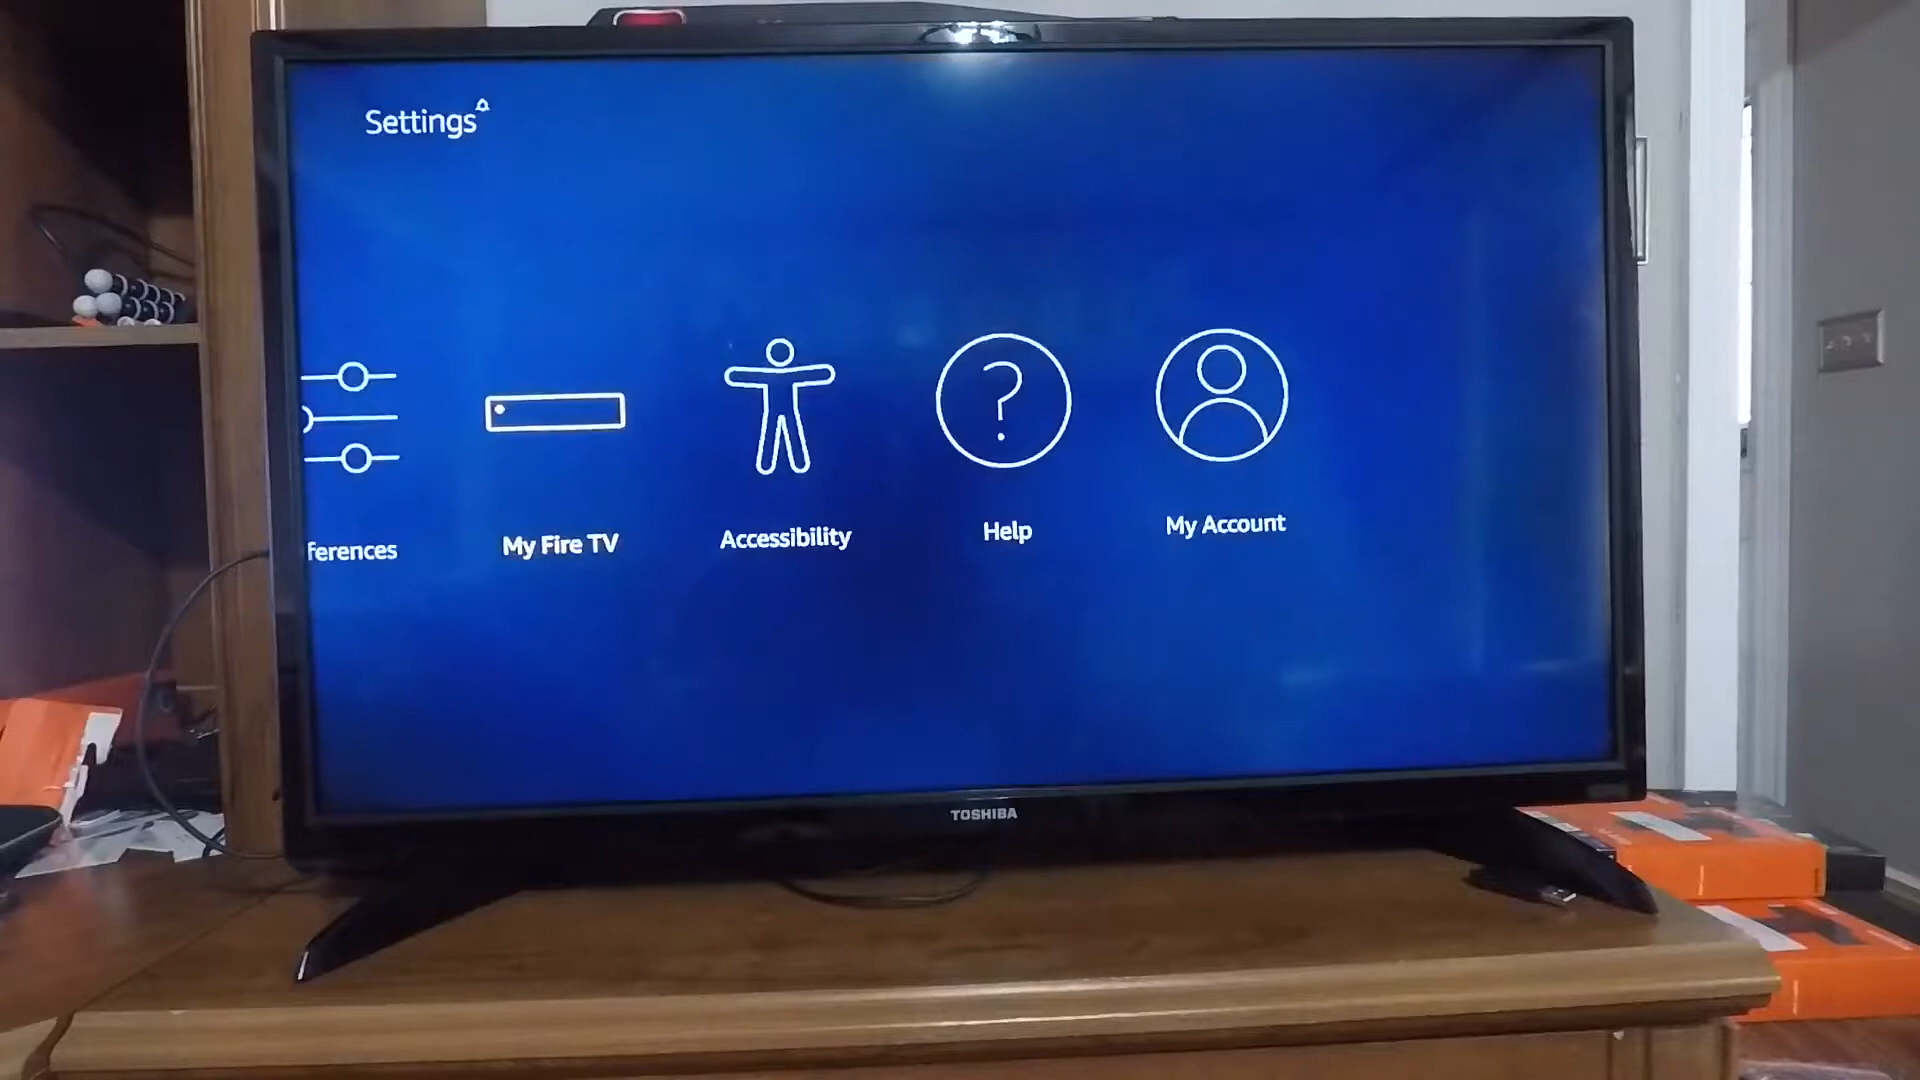 Settings
ferences
My Fire TV
Accessibility
Help
My Account
TOSHIBA